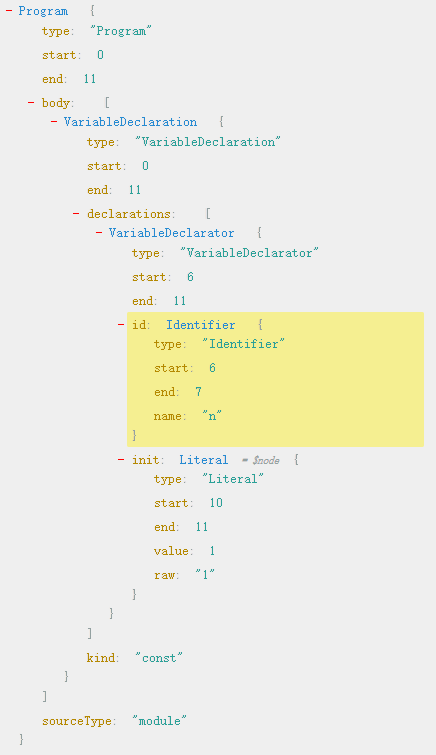 − Program {
type: "Program"
start: 0
end: 11
− body: [
− VariableDeclaration {
type: "VariableDeclaration"
start: 0
end: 11
− declarations: [
− VariableDeclarator {
type: "VariableDeclarator"
start: 6
end: 11
− id: Identifier {
type: "Identifier"
start: 6
end: 7
name: "n"
}
− init: Literal = $node {
type: "Literal"
start: 10
end: 11
value: 1
raw: "1"
}
}
]
kind: "const"
}
]
sourceType: "module"
}